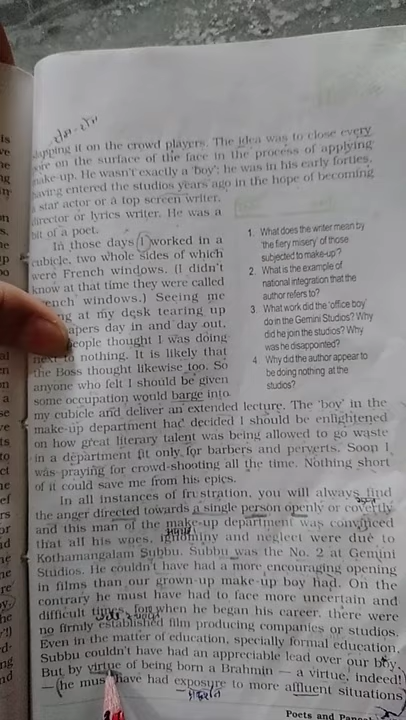 slapping it on the crowd players. The idea was to close every
pore on the surface of the face in the process of applying
make-up. He wasn't exactly a 'boy'; he was in his early forties,
having entered the studios years ago in the hope of becoming
a star actor or a top screen writer,
director or lyrics writer. He was a
bit of a poet.
In those days I worked in a
cubicle, two whole sides of which
were French windows. (I didn't
know at that time they were called
French windows.) Seeing me
at my desk tearing up
papers day in and day out,
people thought I was doing
next to nothing. It is likely that
the Boss thought likewise too. So
anyone who felt I should be given
some occupation would barge into
1. What does the writer mean by
'the fiery misery' of those
subjected to make-up?
2. What is the example of
national integration that the
author refers to?
3. What work did the 'office boy'
do in the Gemini Studios? Why
did he join the studios? Why
was he disappointed?
4. Why did the author appear to
be doing nothing at the
studios?
my cubicle and deliver an extended lecture. The 'boy' in the
make-up department had decided I should be enlightened
on how great literary talent was being allowed to go waste
in a department fit only for barbers and perverts. Soon I
was praying for crowd-shooting all the time. Nothing short
of it could save me from his epics.
In all instances of frustration, you will always find
the anger directed towards a single person openly or covertly
and this man of the make-up department was convinced
that all his woes, ignominy and neglect were due to
Kothamangalam Subbu. Subbu was the No. 2 at Gemini
Studios. He couldn't have had a more encouraging opening
in films than our grown-up make-up boy had. On the
contrary he must have had to face more uncertain and
difficult times, for when he began his career, there were
no firmly established film producing companies or studios.
Even in the matter of education, specially formal education,
Subbu couldn't have had an appreciable lead over our boy.
But by virtue of being born a Brahmin — a virtue, indeed!
— he must have had exposure to more affluent situations
Poets and